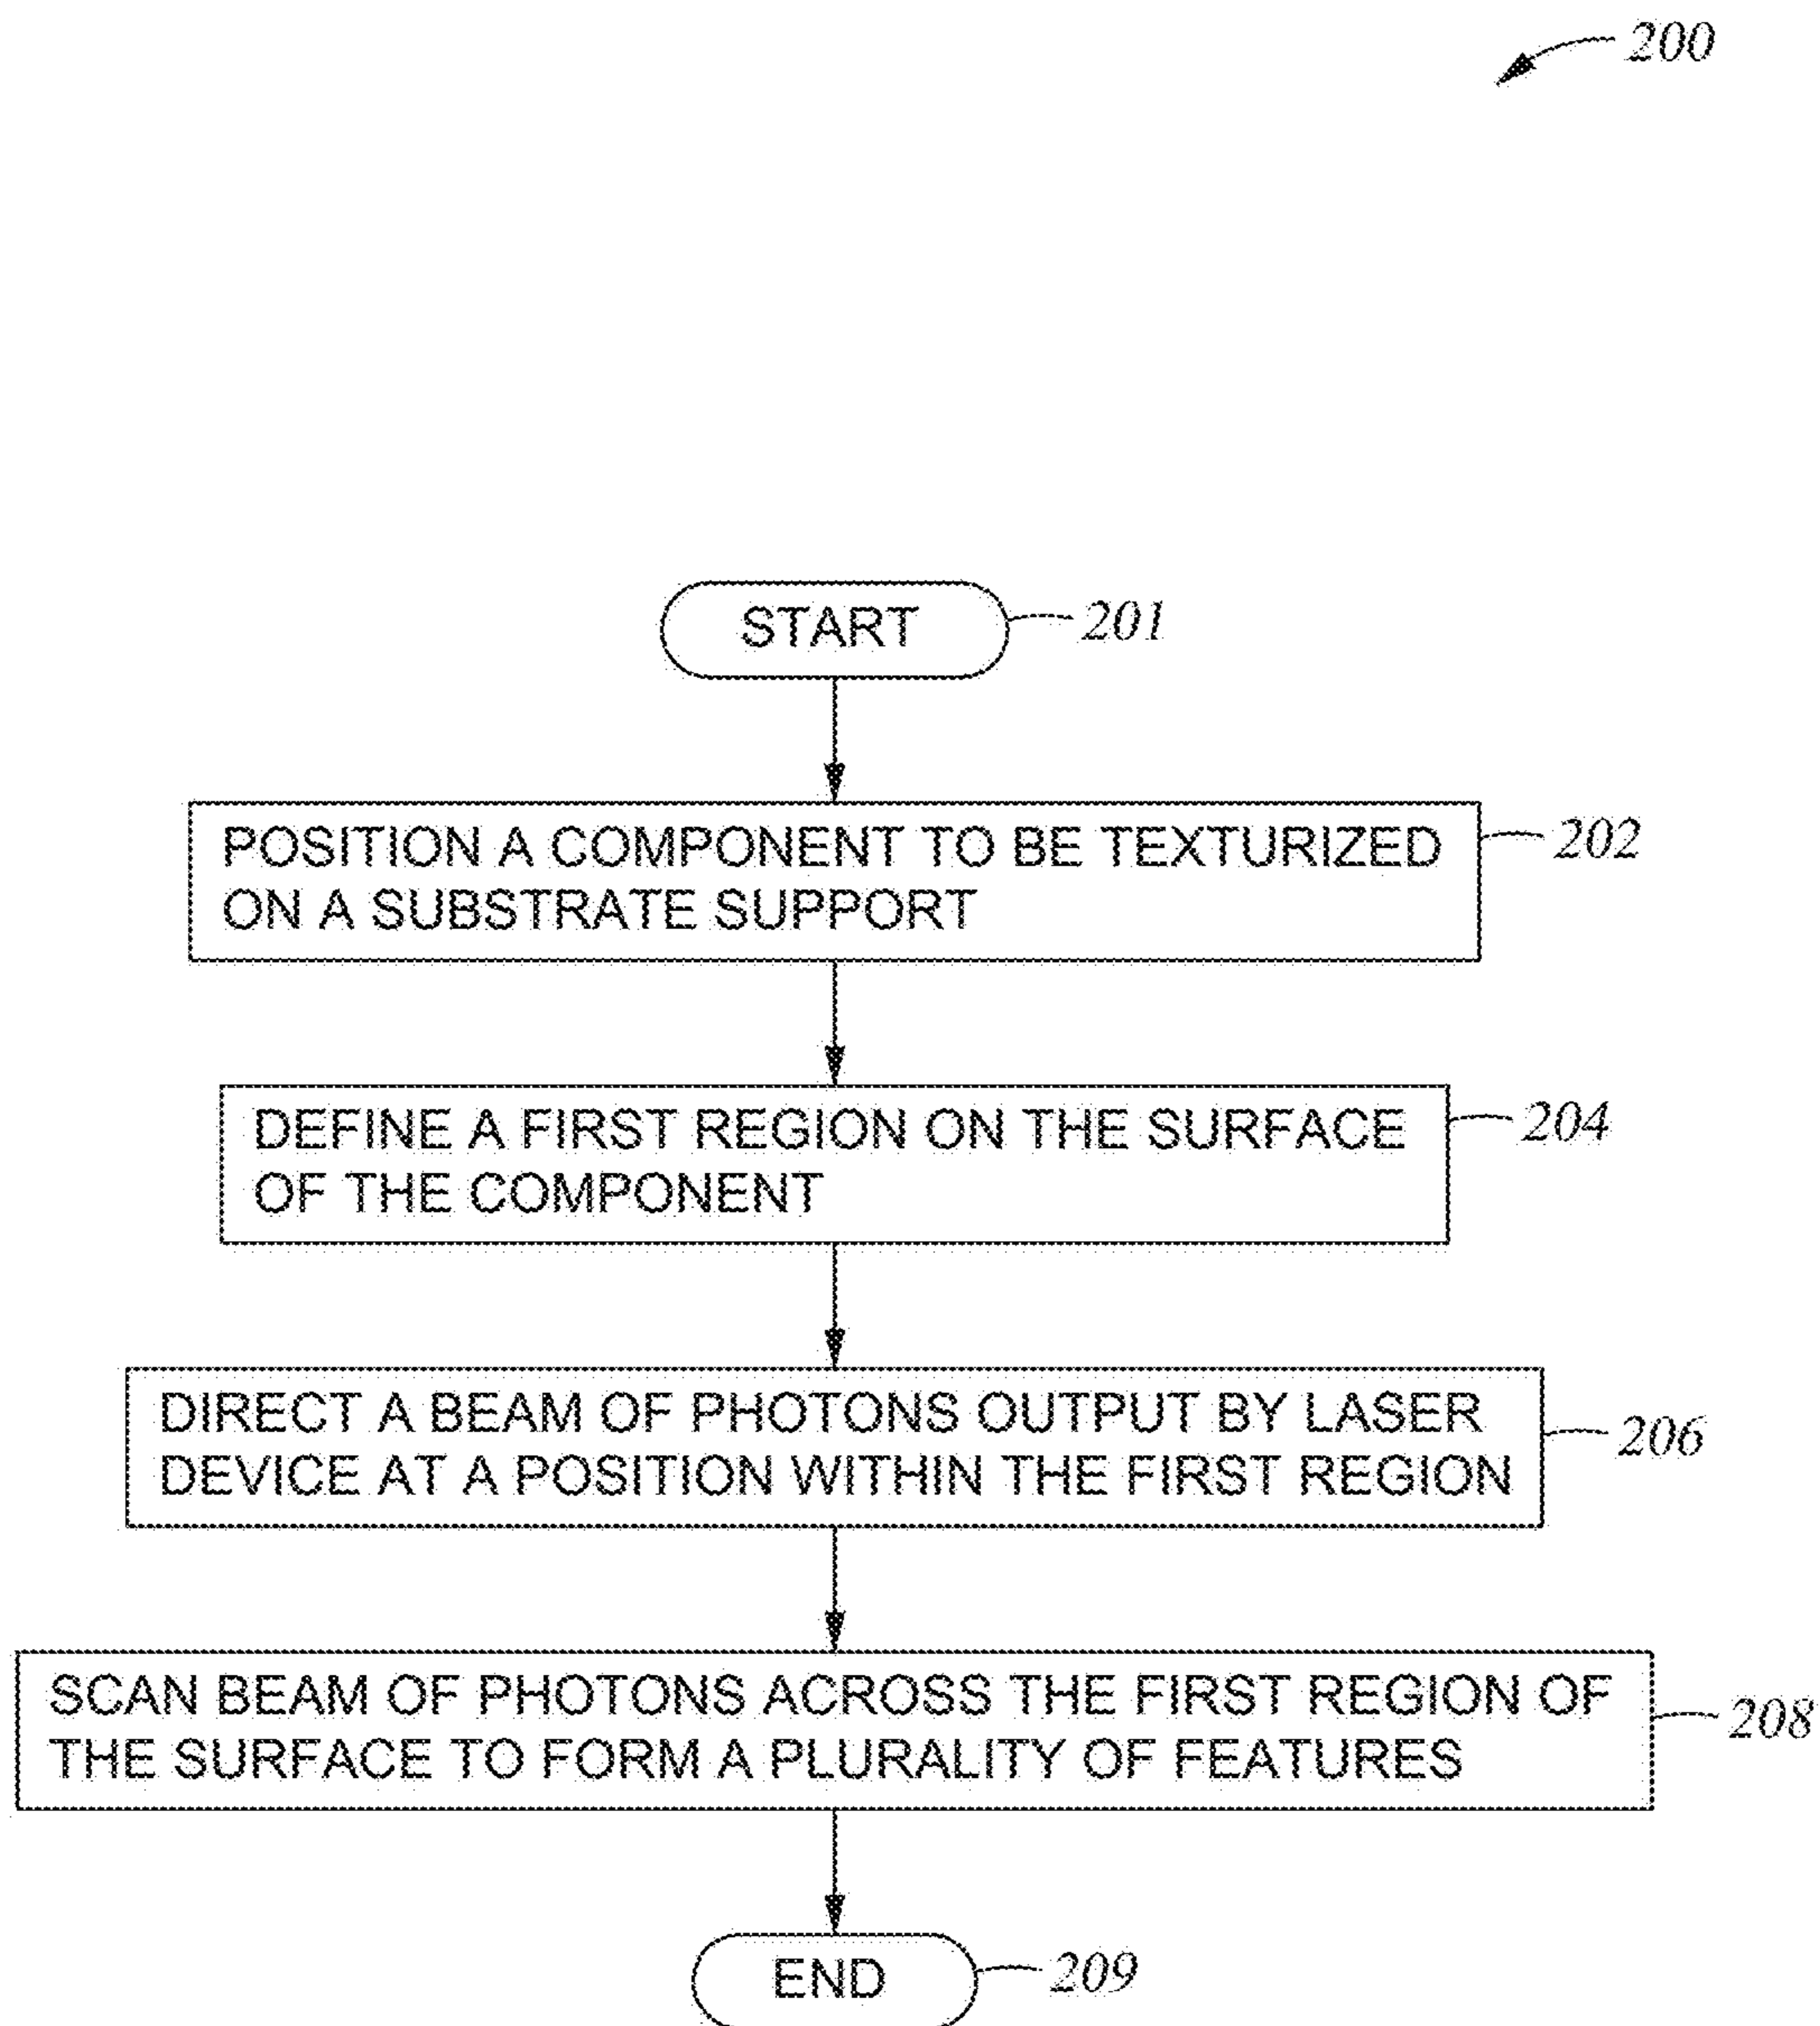 200
START
201
POSITION A COMPONENT TO BE TEXTURIZED
ON A SUBSTRATE SUPPORT
202
DEFINE A FIRST REGION ON THE SURFACE
OF THE COMPONENT
204
DIRECT A BEAM OF PHOTONS OUTPUT BY LASER
DEVICE AT A POSITION WITHIN THE FIRST REGION
206
SCAN BEAM OF PHOTONS ACROSS THE FIRST REGION OF
THE SURFACE TO FORM A PLURALITY OF FEATURES
208
END
209